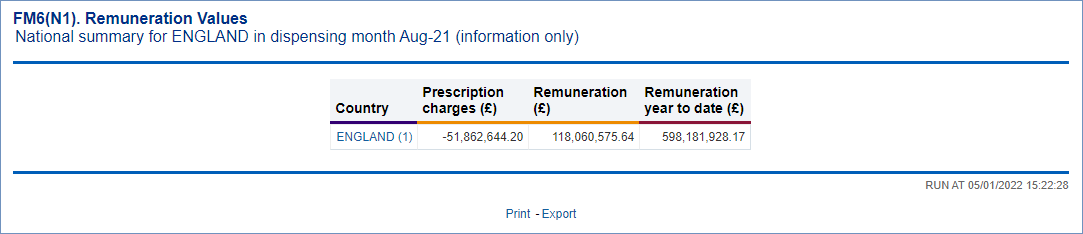 FM6(N1). Remuneration Values
National summary for ENGLAND in dispensing month Aug-21 (information only)
Country Prescription charges (£) Remuneration (£) Remuneration year to date (£)
ENGLAND (1) -51,862,644.20 118,060,575.64 598,181,928.17
RUN AT 05/01/2022 15:22:28
Print - Export